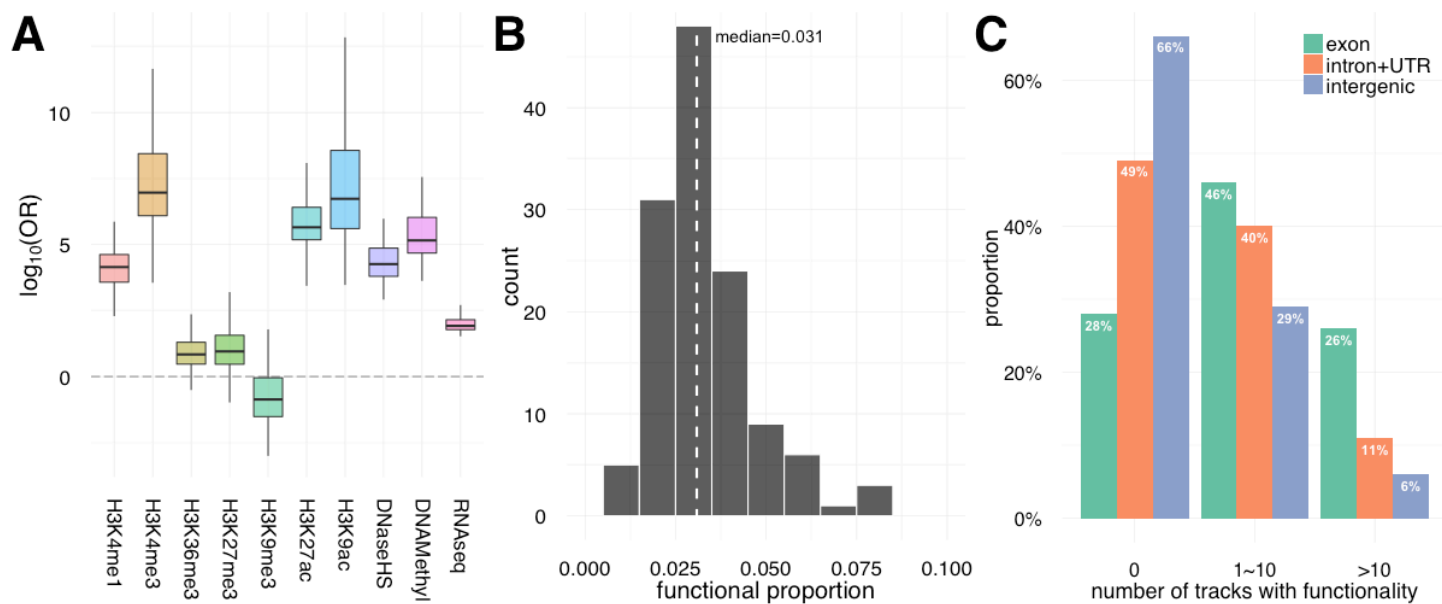 A
log10(OR)
10
5
0
H3K4me1
H3K4me3
H3K36me3
H3K27me3
H3K9me3
H3K27ac
H3K9ac
DNaseHS
DNAMethyl
RNAseq
B
median=0.031
count
40
30
20
10
0
0.000 0.025 0.050 0.075 0.100
functional proportion
C
exon
intron+UTR
intergenic
proportion
60%
40%
20%
0%
28% 49% 66%
46% 40% 29%
26% 11% 6%
0 1~10 >10
number of tracks with functionality